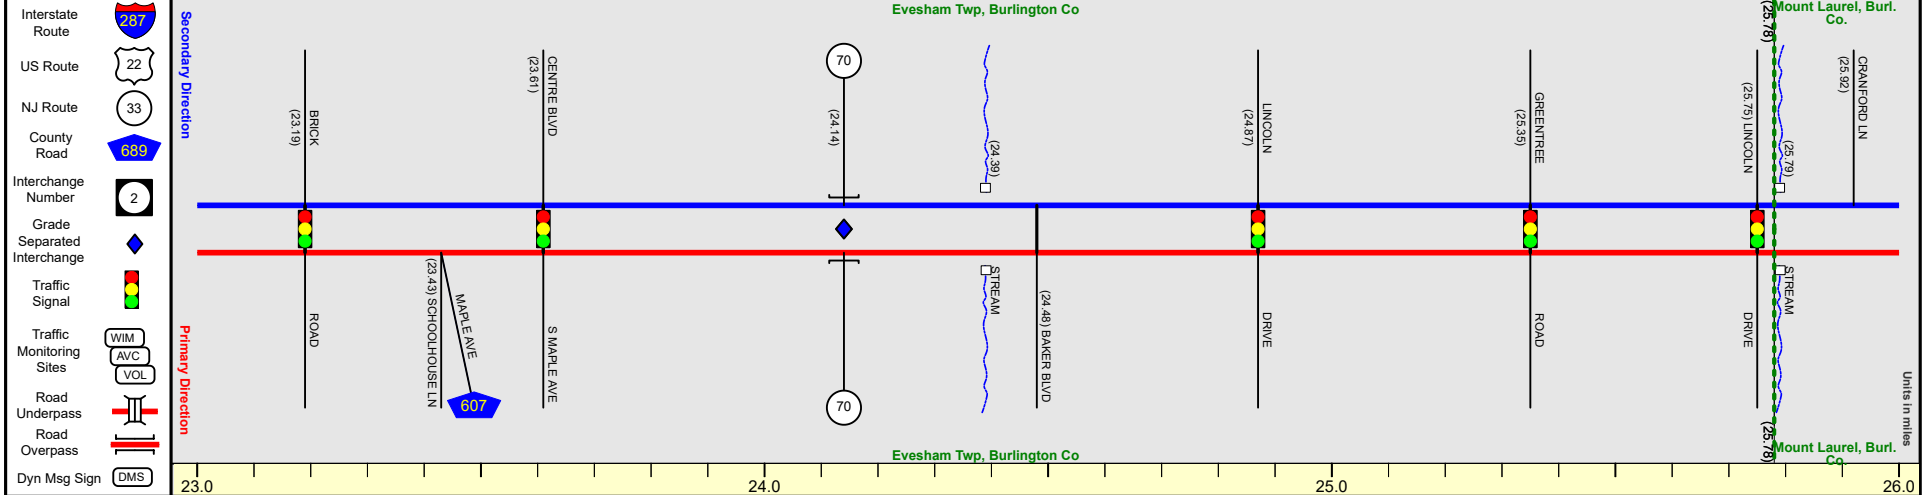 Interstate
Route
287
US Route
22
NJ Route
33
County
Road
689
Interchange
Number
2
Grade
Separated
Interchange
Traffic
Signal
Traffic
Monitoring
Sites
WIM
AVC
VOL
Road
Underpass
Road
Overpass
Dyn Msg Sign
DMS
Secondary Direction
Primary Direction
Evesham Twp, Burlington Co
(25.78)
Mount Laurel, Burl.
Co.
BRICK
(23.19)
ROAD
(23.43) SCHOOLHOUSE LN
MAPLE AVE
607
CENTRE BLVD
(23.61)
S MAPLE AVE
70
(24.14)
70
(24.39)
STREAM
(24.48) BAKER BLVD
LINCOLN
(24.87)
DRIVE
GREENTREE
(25.35)
ROAD
(25.75) LINCOLN
DRIVE
(25.79)
STREAM
CRANFORD LN
(25.92)
Units in miles
Evesham Twp, Burlington Co
(25.78)
Mount Laurel, Burl.
Co.
23.0
24.0
25.0
26.0